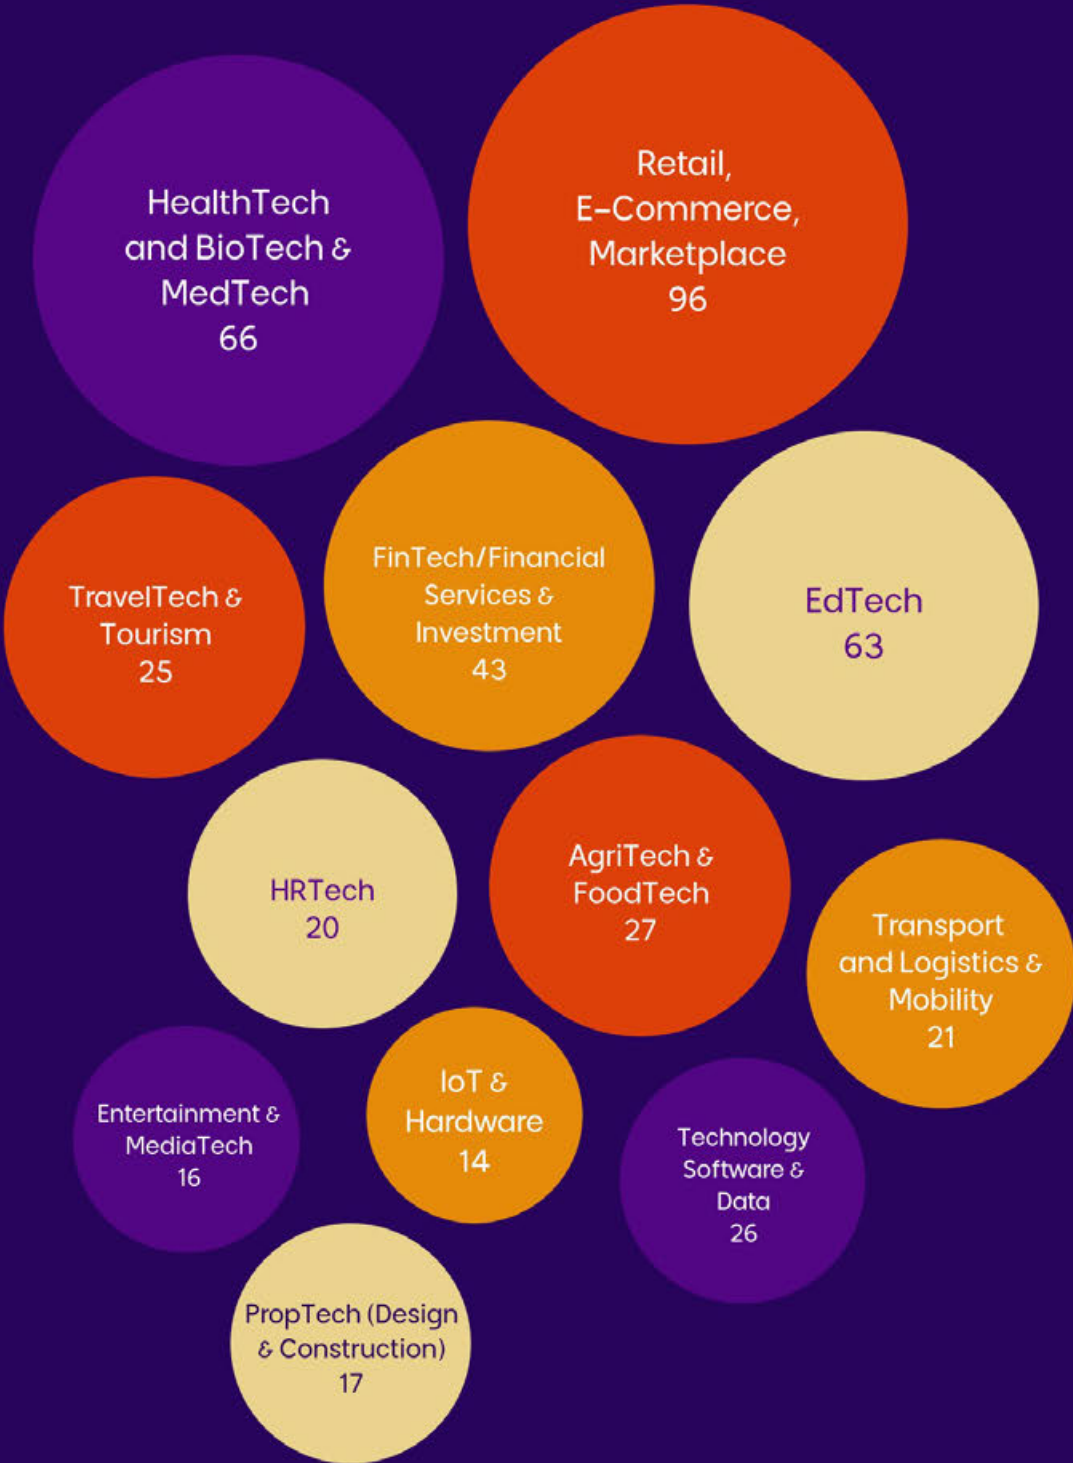 HealthTech
and BioTech &
MedTech
66
Retail,
E-Commerce,
Marketplace
96
TravelTech &
Tourism
25
FinTech/Financial
Services &
Investment
43
EdTech
63
HRTech
20
AgriTech &
FoodTech
27
Transport
and Logistics &
Mobility
21
Entertainment &
MediaTech
16
IoT &
Hardware
14
Technology
Software &
Data
26
PropTech (Design
& Construction)
17